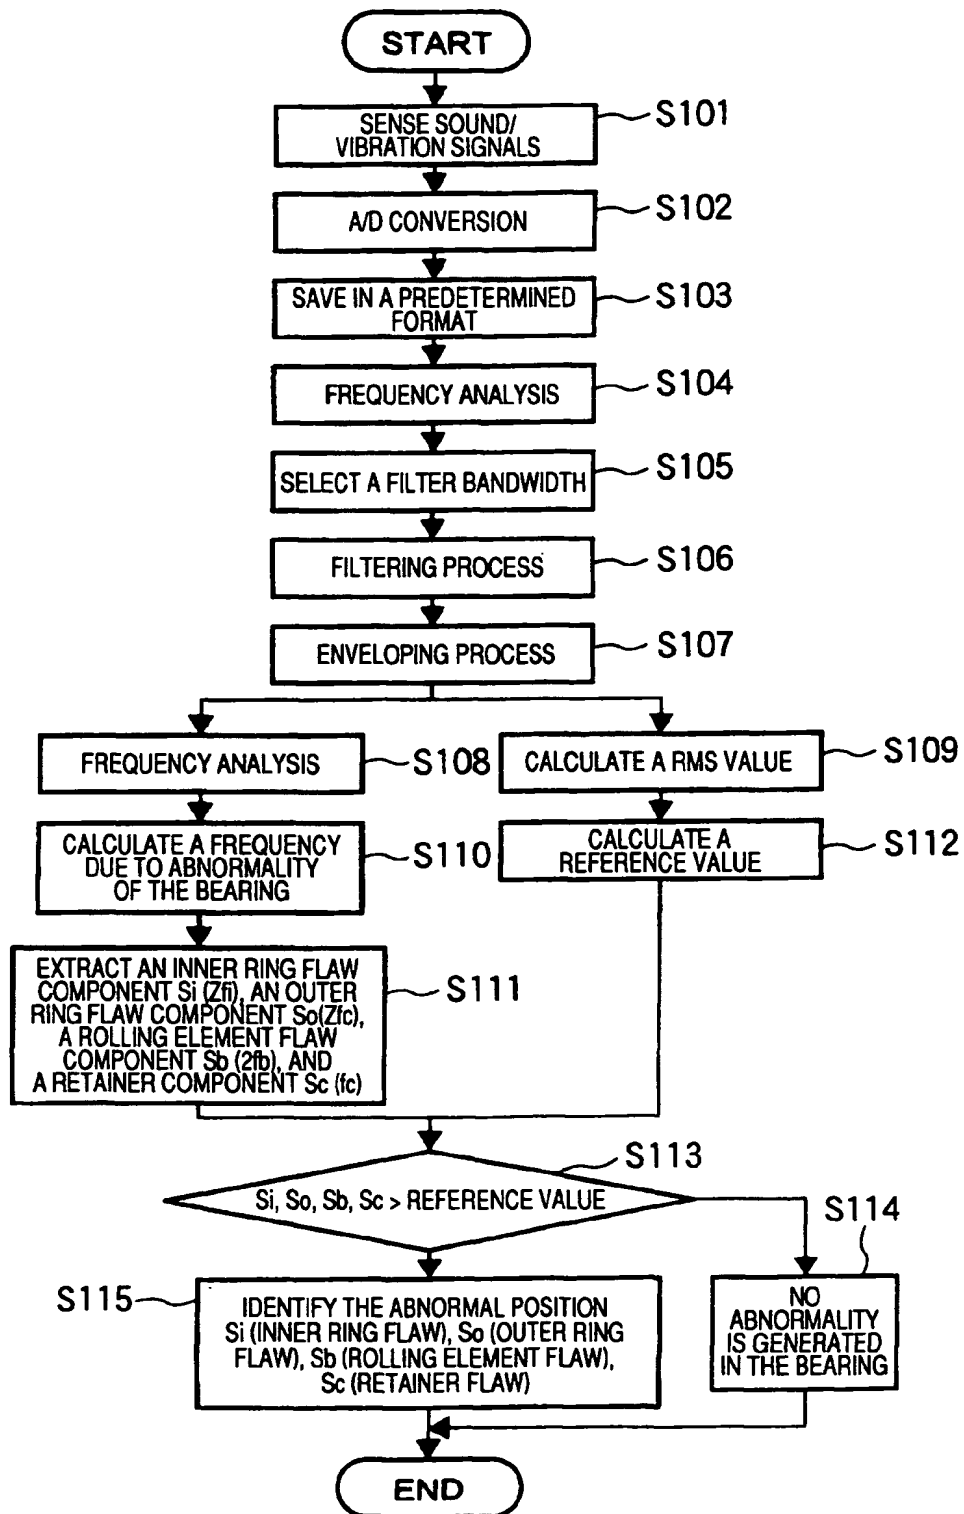 START
SENSE SOUND/
VIBRATION SIGNALS
S101
A/D CONVERSION
S102
SAVE IN A PREDETERMINED
FORMAT
S103
FREQUENCY ANALYSIS
S104
SELECT A FILTER BANDWIDTH
S105
FILTERING PROCESS
S106
ENVELOPING PROCESS
S107
FREQUENCY ANALYSIS
S108
CALCULATE A RMS VALUE
S109
CALCULATE A FREQUENCY
DUE TO ABNORMALITY
OF THE BEARING
S110
CALCULATE A
REFERENCE VALUE
S112
EXTRACT AN INNER RING FLAW
COMPONENT Si (Zfi), AN OUTER
RING FLAW COMPONENT So(Zfc),
A ROLLING ELEMENT FLAW
COMPONENT Sb (2fb), AND
A RETAINER COMPONENT Sc (fc)
S111
S113
Si, So, Sb, Sc > REFERENCE VALUE
S114
NO
ABNORMALITY
IS GENERATED
IN THE BEARING
S115
IDENTIFY THE ABNORMAL POSITION
Si (INNER RING FLAW), So (OUTER RING
FLAW), Sb (ROLLING ELEMENT FLAW),
Sc (RETAINER FLAW)
END